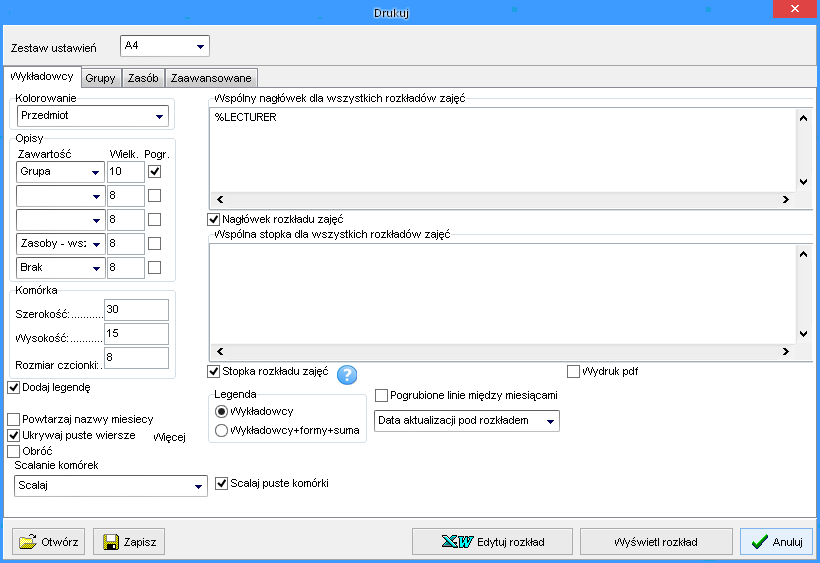 Drukuj
Zestaw ustawień A4
Wykładowcy Grupy Zasób Zaawansowane
Kolorowanie
Przedmiot
Opisy
Zawartość Wielk. Pogr.
Grupa 10
8
8
Zasoby - wsz 8
Brak 8
Komórka
Szerokość:........... 30
Wysokość:........... 15
Rozmiar czcionki:. 8
Dodaj legendę
Powtarzaj nazwy miesiecy
Ukrywaj puste wiersze Więcej
Obróć
Scalanie komórek
Scalaj
Wspólny nagłówek dla wszystkich rozkładów zajęć
%LECTURER
Nagłówek rozkładu zajęć
Wspólna stopka dla wszystkich rozkładów zajęć
Stopka rozkładu zajęć ? Wydruk pdf
Legenda
Wykładowcy
Wykładowcy+formy+suma
Pogrubione linie między miesiącami
Data aktualizacji pod rozkładem
Scalaj puste komórki
Otwórz Zapisz XW Edytuj rozkład Wyświetl rozkład Anuluj